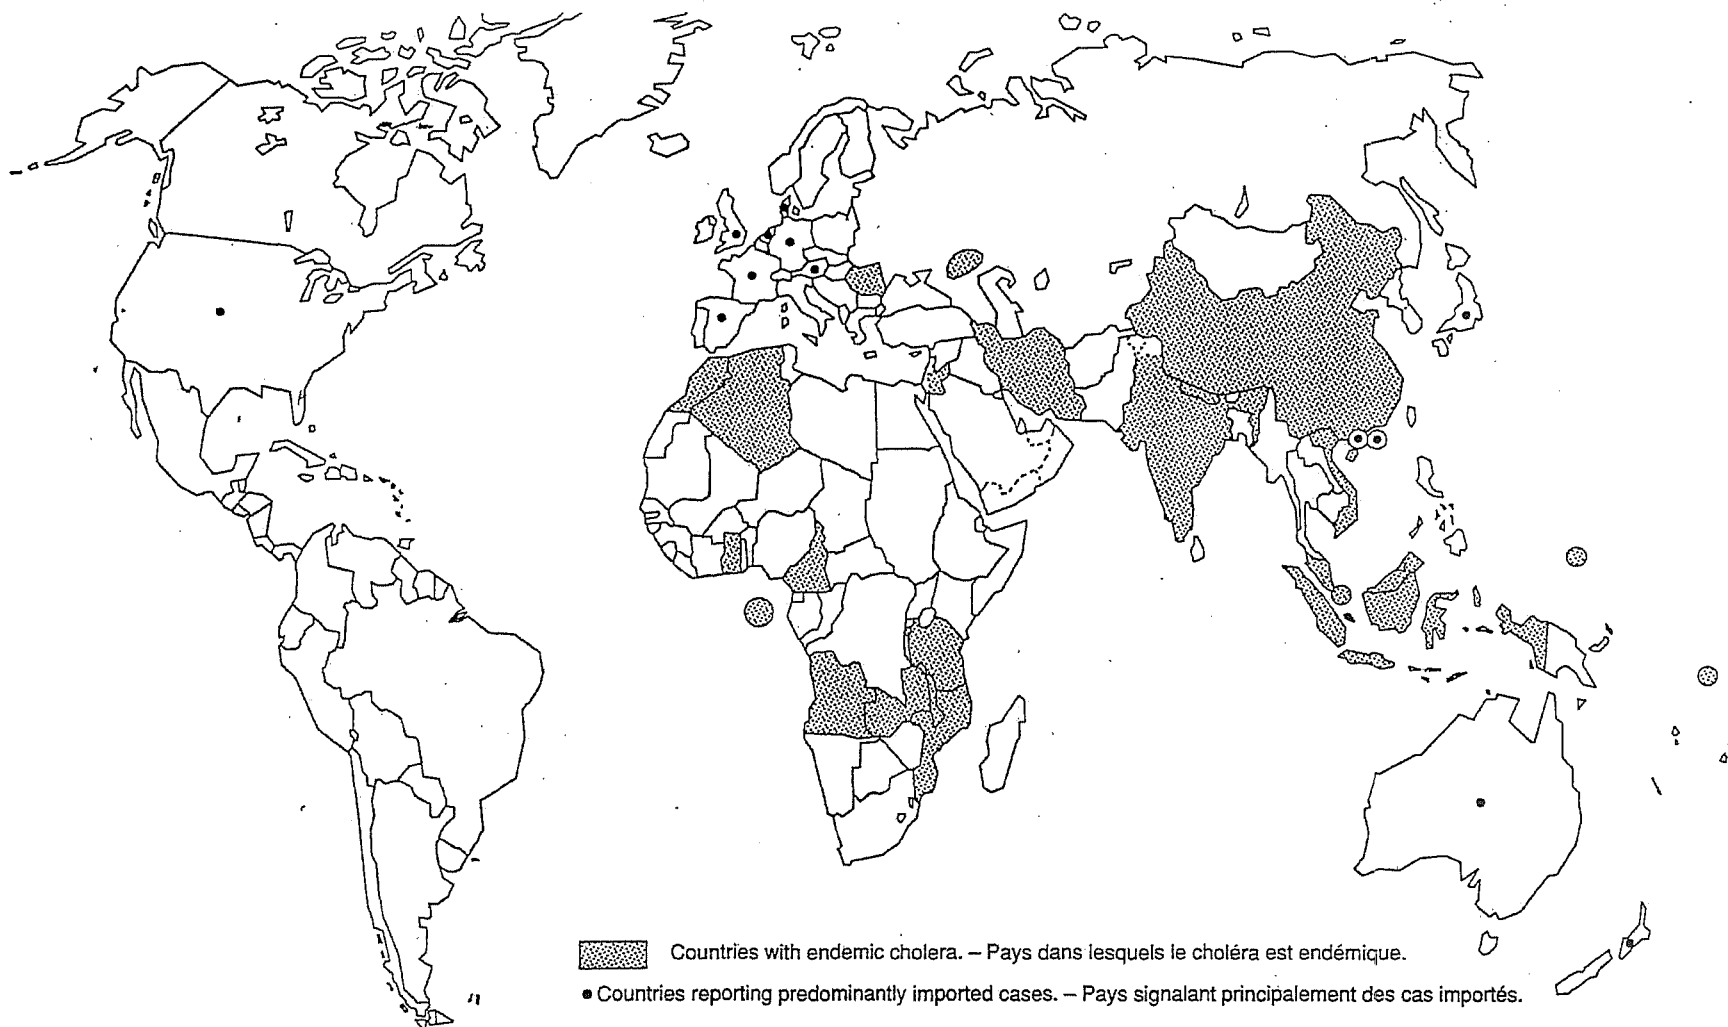 Countries with endemic cholera. – Pays dans lesquels le choléra est endémique.
Countries reporting predominantly imported cases. – Pays signalant principalement des cas importés.